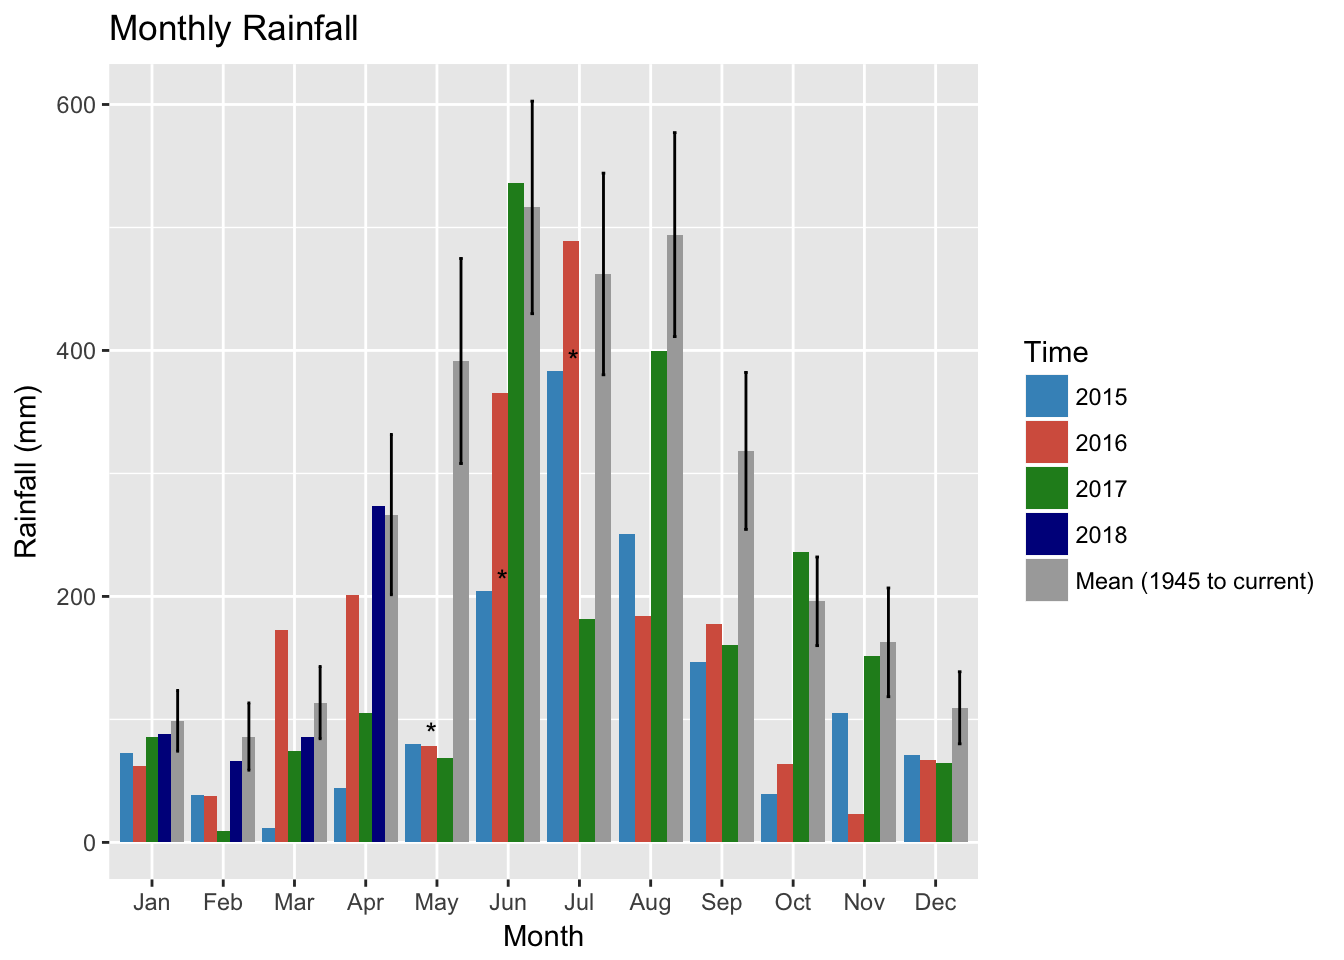 Monthly Rainfall
Rainfall (mm)
600
400
200
0
*
*
*
Jan Feb Mar Apr May Jun Jul Aug Sep Oct Nov Dec
Month
Time
2015
2016
2017
2018
Mean (1945 to current)